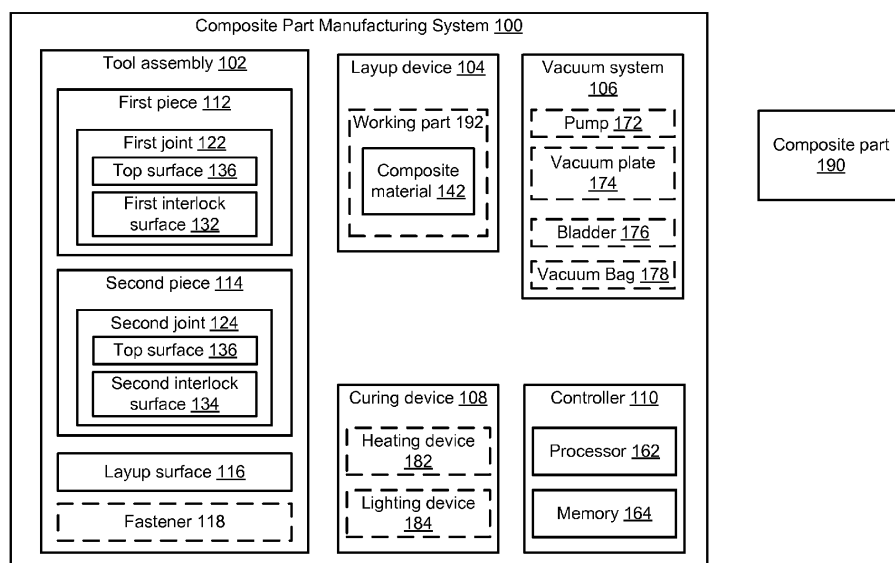 Composite Part Manufacturing System 100
Tool assembly 102
First piece 112
First joint 122
Top surface 136
First interlock
surface 132
Second piece 114
Second joint 124
Top surface 136
Second interlock
surface 134
Layup surface 116
Fastener 118
Layup device 104
Working part 192
Composite
material 142
Vacuum system
106
Pump 172
Vacuum plate
174
Bladder 176
Vacuum Bag 178
Curing device 108
Heating device
182
Lighting device
184
Controller 110
Processor 162
Memory 164
Composite part
190